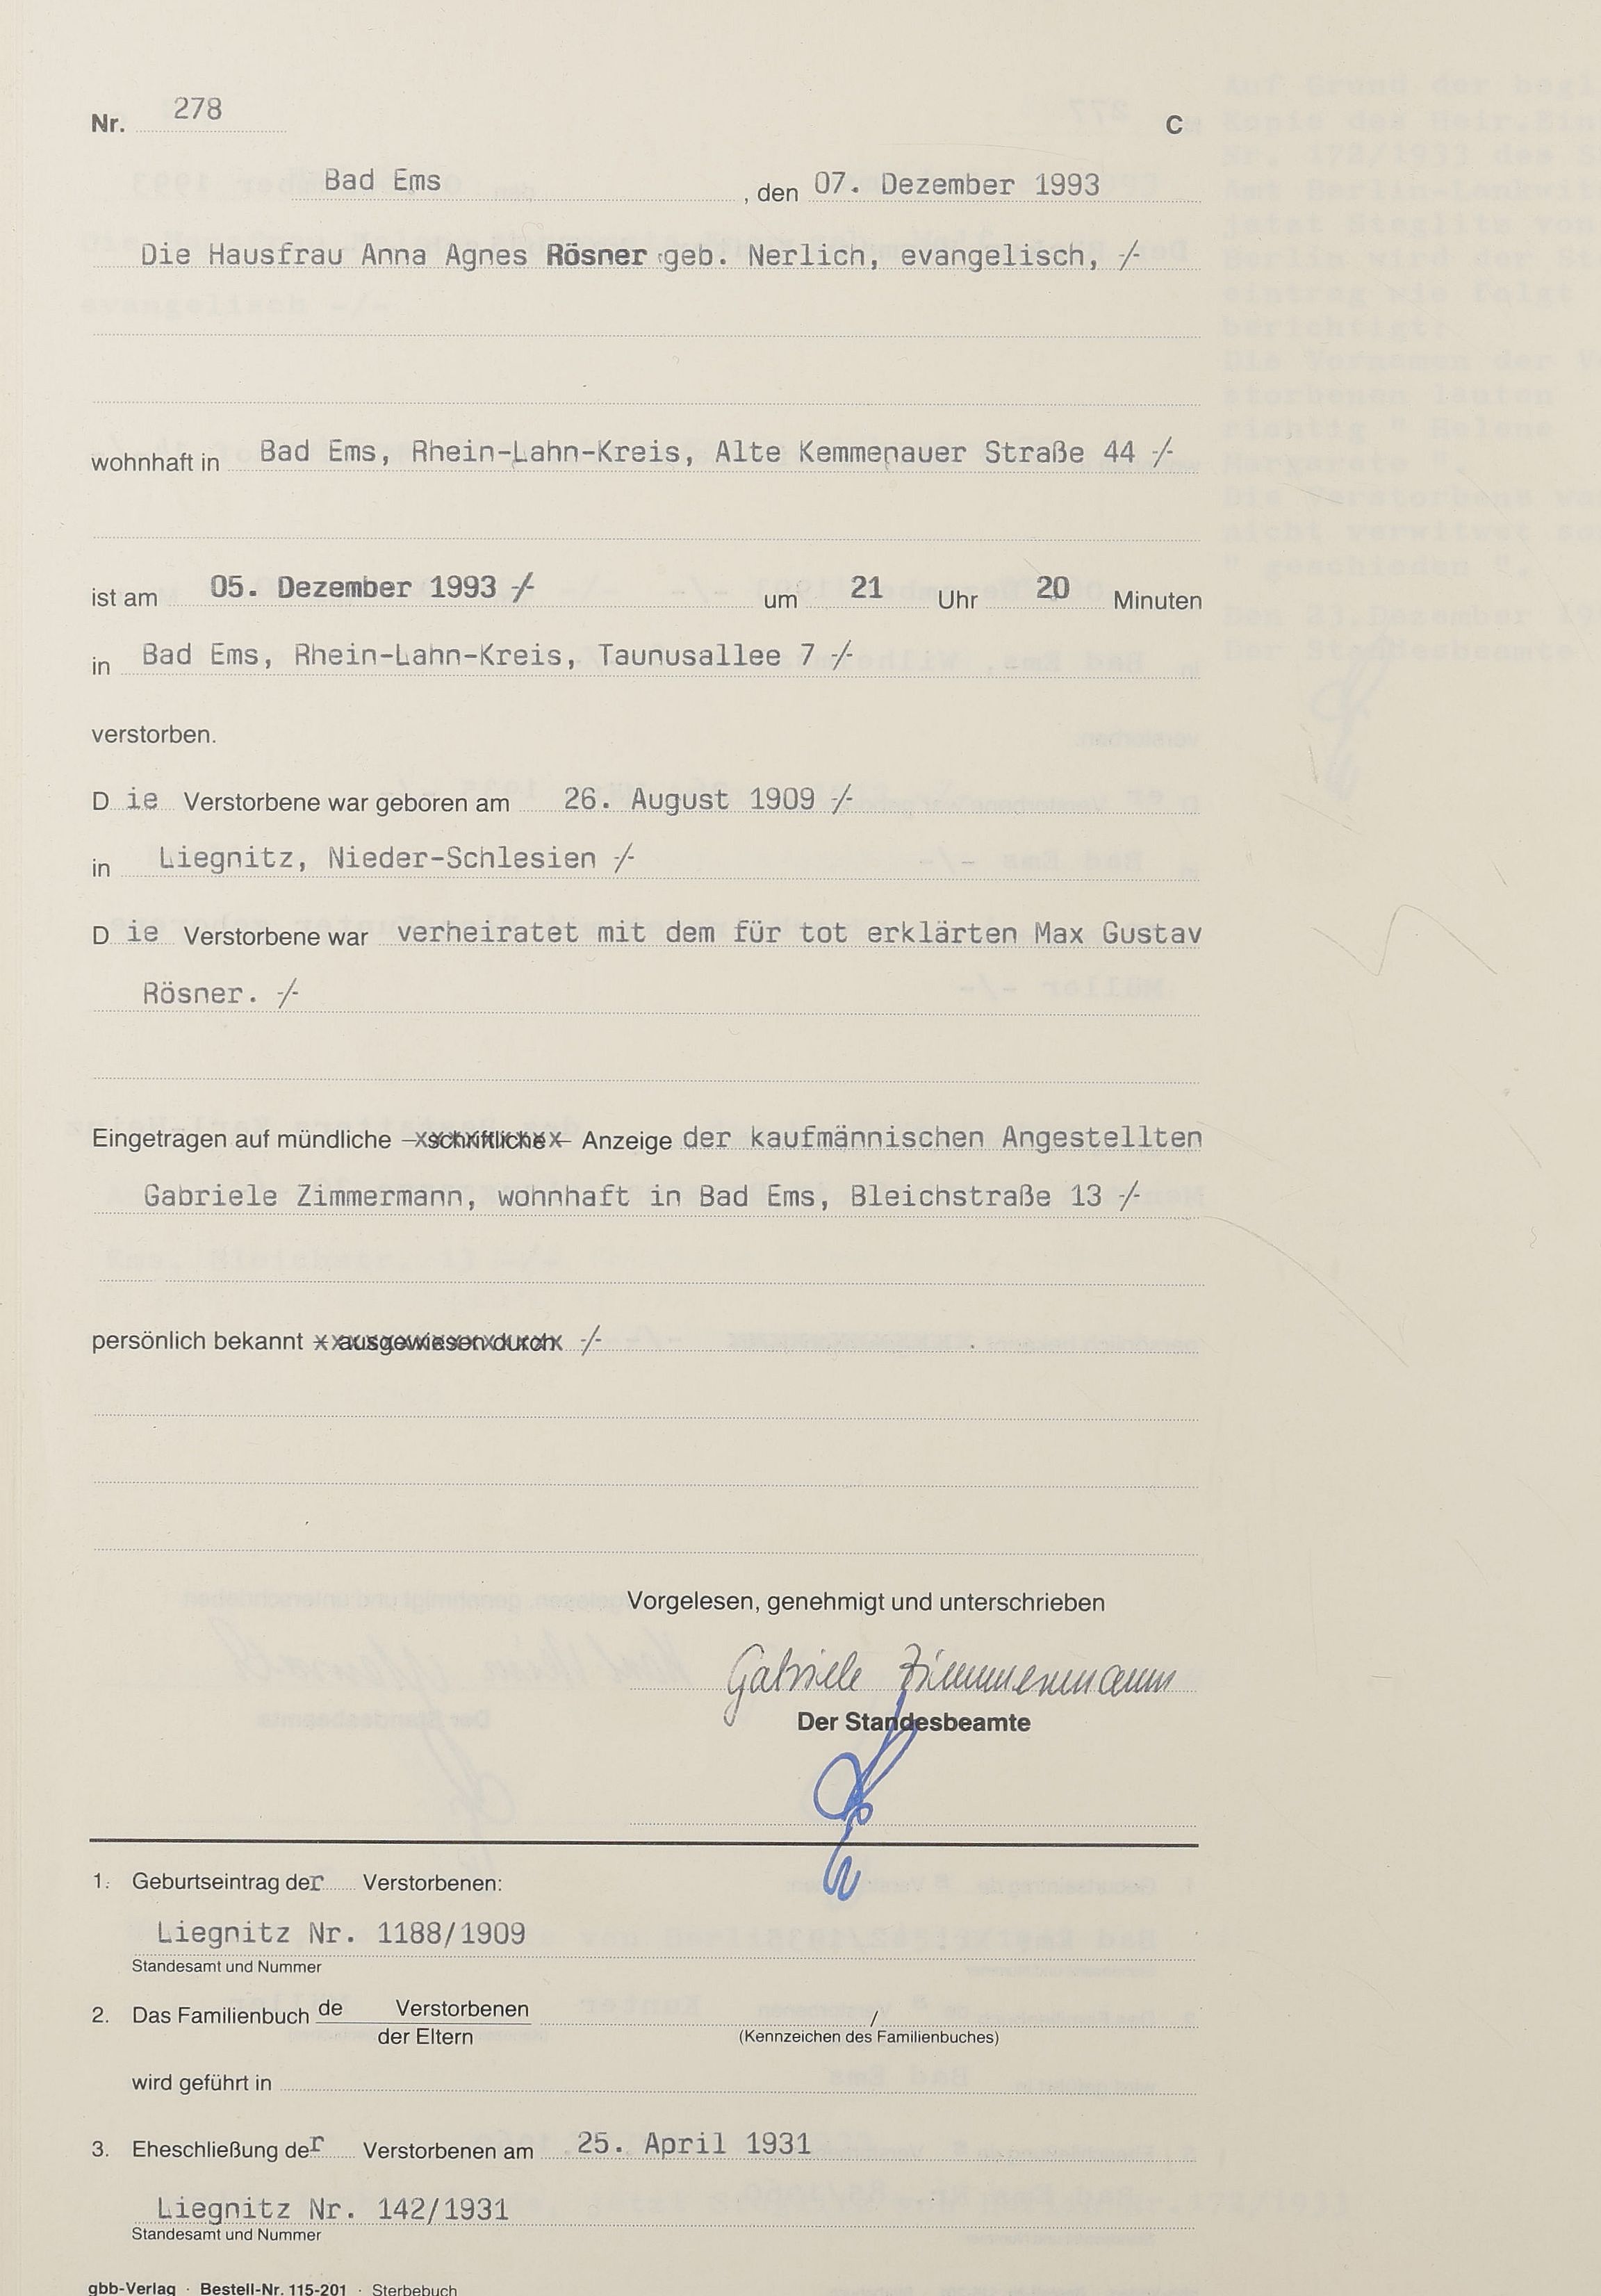 Nr. 278 C
Bad Ems, den 07. Dezember 1993
Die Hausfrau Anna Agnes Rösner geb. Nerlich, evangelisch, -/-
wohnhaft in Bad Ems, Rhein-Lahn-Kreis, Alte Kemmenauer Straße 44 -/-
ist am 05. Dezember 1993 -/- um 21 Uhr 20 Minuten
in Bad Ems, Rhein-Lahn-Kreis, Taunusallee 7 -/-
verstorben.
Die Verstorbene war geboren am 26. August 1909 -/-
in Liegnitz, Nieder-Schlesien -/-
Die Verstorbene war verheiratet mit dem für tot erklärten Max Gustav
Rösner. -/-
Eingetragen auf mündliche – schriftliche – Anzeige der kaufmännischen Angestellten
Gabriele Zimmermann, wohnhaft in Bad Ems, Bleichstraße 13 -/-
persönlich bekannt – ausgewiesen durch -/-
Vorgelesen, genehmigt und unterschrieben
Gabriele Zimmermann
Der Standesbeamte
1. Geburtseintrag der Verstorbenen:
Liegnitz Nr. 1188/1909
Standesamt und Nummer
2. Das Familienbuch de Verstorbenen /
der Eltern (Kennzeichen des Familienbuches)
wird geführt in
3. Eheschließung der Verstorbenen am 25. April 1931
Liegnitz Nr. 142/1931
Standesamt und Nummer
gbb-Verlag · Bestell-Nr. 115-201 · Sterbebuch